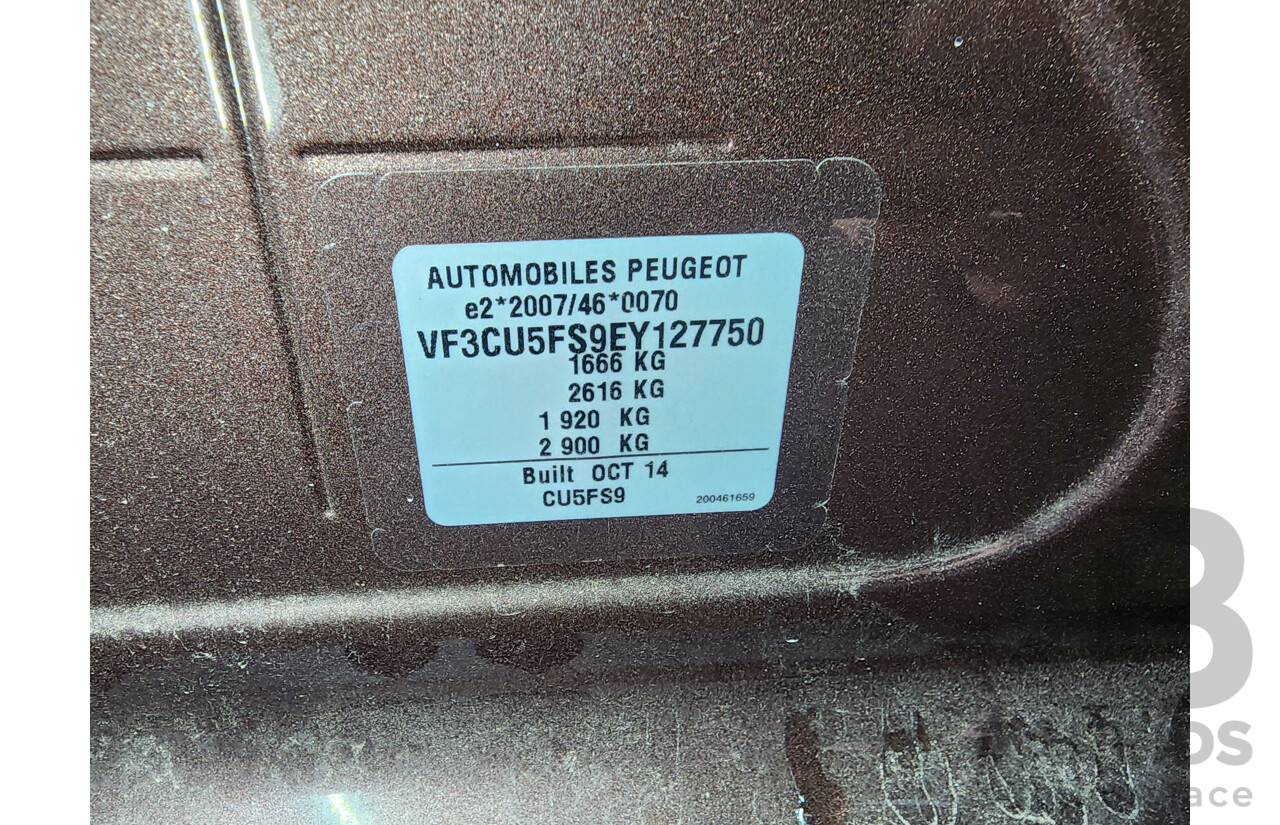 AUTOMOBILES PEUGEOT
e2*2007/46*0070
VF3CU5FS9EY127750
1666 KG
2616 KG
1 920 KG
2 900 KG
Built OCT 14
CU5FS9 200461659